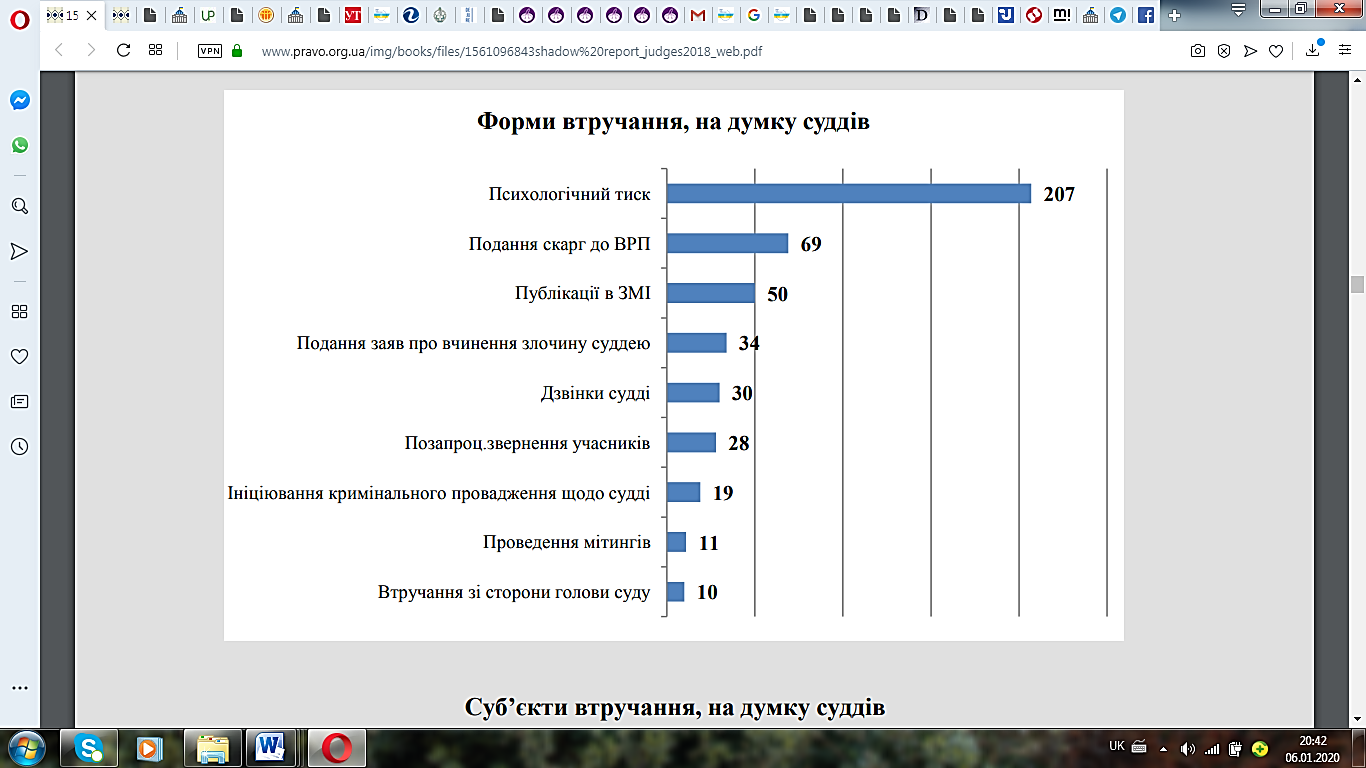 15
UP
УТ
G
D
m!
VPN
www.pravo.org.ua/img/books/files/1561096843shadow%20report_judges2018_web.pdf
Форми втручання, на думку суддів
Психологічний тиск 207
Подання скарг до ВРП 69
Публікації в ЗМІ 50
Подання заяв про вчинення злочину суддею 34
Дзвінки судді 30
Позапроц.звернення учасників 28
Ініціювання кримінального провадження щодо судді 19
Проведення мітингів 11
Втручання зі сторони голови суду 10
Суб’єкти втручання, на думку суддів
UK
20:42
06.01.2020